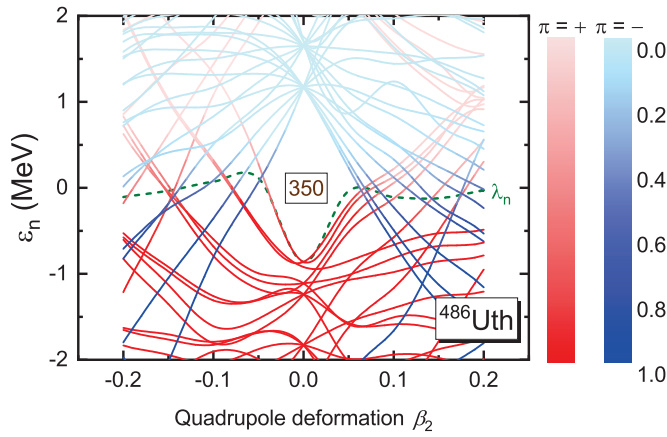 π = + π = −
2
1
0
-1
-2
ε_n (MeV)
350
λ_n
⁴⁸⁶Uth
0.0
0.2
0.4
0.6
0.8
1.0
-0.2 -0.1 0.0 0.1 0.2
Quadrupole deformation β₂